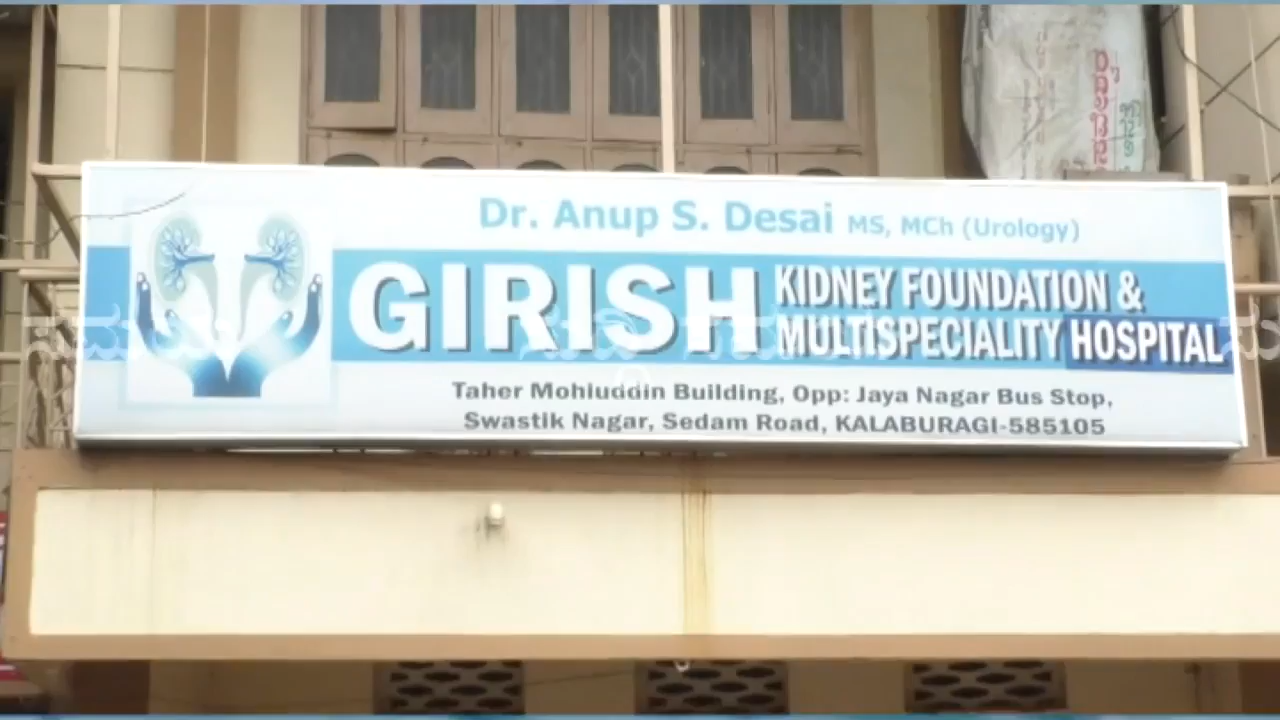 Dr. Anup S. Desai MS, MCh (Urology)
GIRISH KIDNEY FOUNDATION &
MULTISPECIALITY HOSPITAL
Taher Mohiuddin Building, Opp: Jaya Nagar Bus Stop,
Swastik Nagar, Sedam Road, KALABURAGI-585105